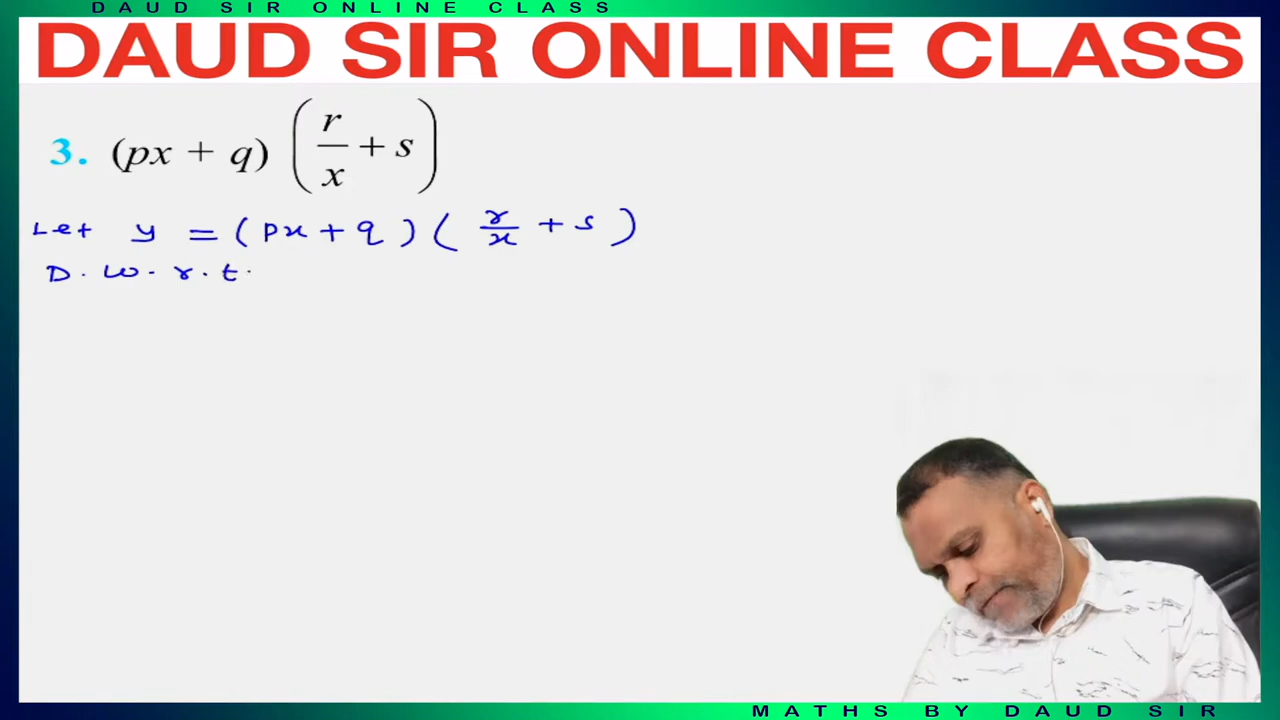 DAUD SIR ONLINE CLASS
DAUD SIR ONLINE CLASS
3. (px + q) (r/x + s)
Let y = (px + q) (r/x + s)
D. w. r. t.
MATHS BY DAUD SIR